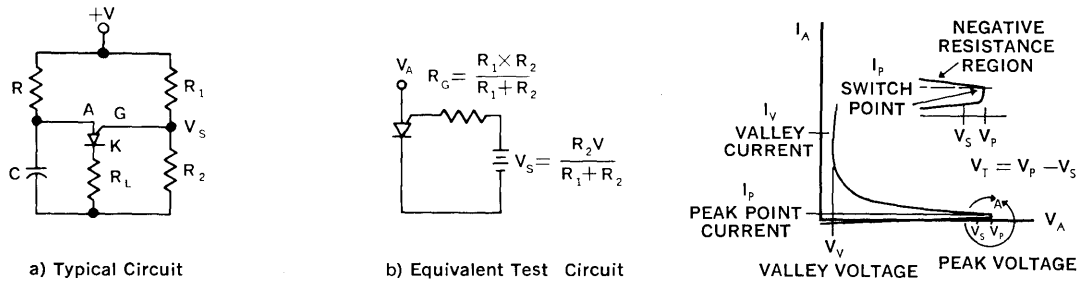 +V
R
R1
A
G
VS
K
C
RL
R2
a) Typical Circuit
VA
RG= R1×R2
R1+R2
VS= R2V
R1+R2
b) Equivalent Test Circuit
IA
NEGATIVE
RESISTANCE
REGION
IP
SWITCH
POINT
VS VP
IV
VALLEY
CURRENT
VT = VP –VS
IP
PEAK POINT
CURRENT
A
VS VP
VA
VV
VALLEY VOLTAGE
PEAK VOLTAGE